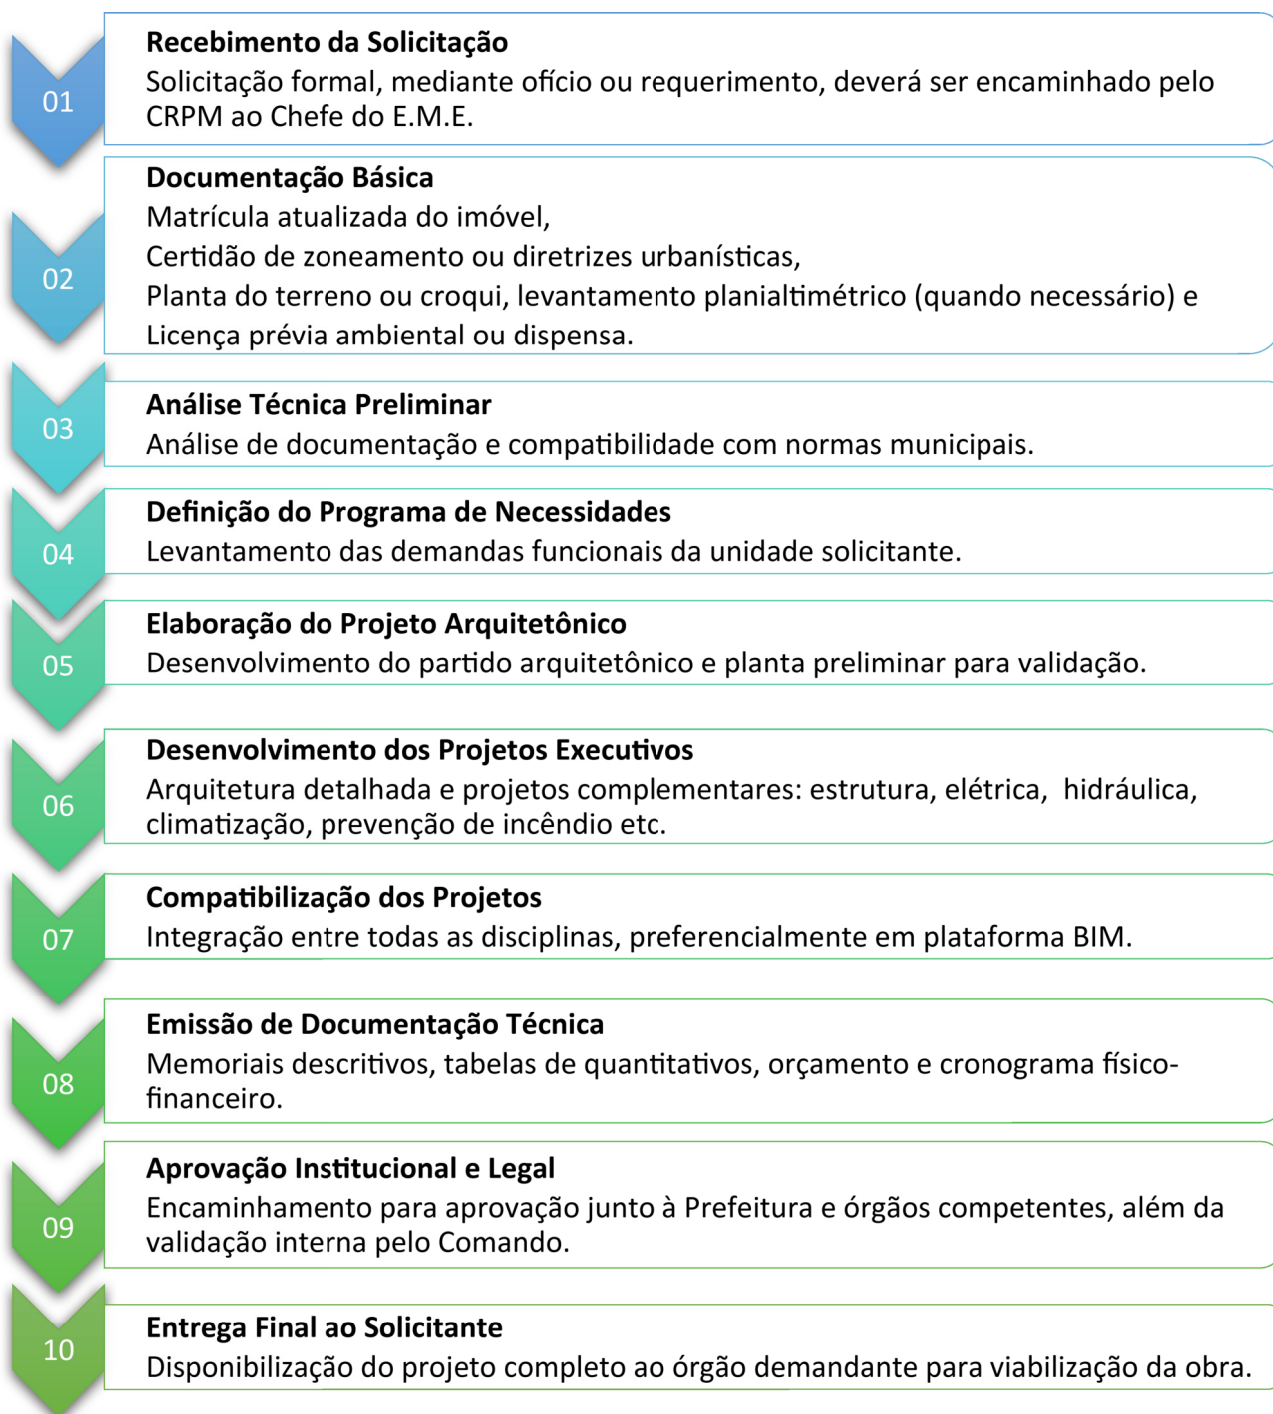 01
Recebimento da Solicitação
Solicitação formal, mediante ofício ou requerimento, deverá ser encaminhado pelo
CRPM ao Chefe do E.M.E.
02
Documentação Básica
Matrícula atualizada do imóvel,
Certidão de zoneamento ou diretrizes urbanísticas,
Planta do terreno ou croqui, levantamento planialtimétrico (quando necessário) e
Licença prévia ambiental ou dispensa.
03
Análise Técnica Preliminar
Análise de documentação e compatibilidade com normas municipais.
04
Definição do Programa de Necessidades
Levantamento das demandas funcionais da unidade solicitante.
05
Elaboração do Projeto Arquitetônico
Desenvolvimento do partido arquitetônico e planta preliminar para validação.
06
Desenvolvimento dos Projetos Executivos
Arquitetura detalhada e projetos complementares: estrutura, elétrica,  hidráulica,
climatização, prevenção de incêndio etc.
07
Compatibilização dos Projetos
Integração entre todas as disciplinas, preferencialmente em plataforma BIM.
08
Emissão de Documentação Técnica
Memoriais descritivos, tabelas de quantitativos, orçamento e cronograma físico-
financeiro.
09
Aprovação Institucional e Legal
Encaminhamento para aprovação junto à Prefeitura e órgãos competentes, além da
validação interna pelo Comando.
10
Entrega Final ao Solicitante
Disponibilização do projeto completo ao órgão demandante para viabilização da obra.